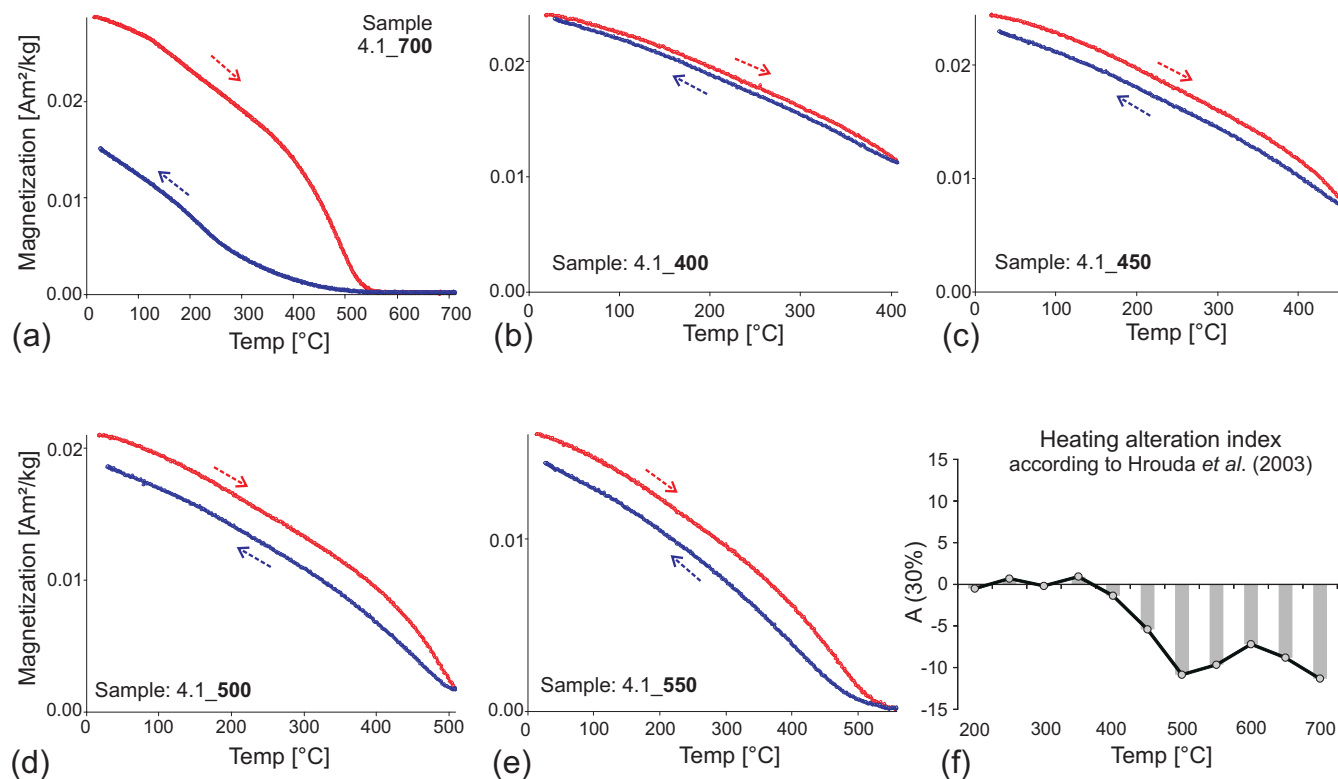 Sample
4.1_700
Magnetization [Am²/kg]
0.02
0.01
0.00
0 100 200 300 400 500 600 700
Temp [°C]
(a)
0.02
0.01
0.00
Sample: 4.1_400
0 100 200 300 400
Temp [°C]
(b)
0.02
0.01
0.00
Sample: 4.1_450
0 100 200 300 400
Temp [°C]
(c)
Magnetization [Am²/kg]
0.02
0.01
0.00
Sample: 4.1_500
0 100 200 300 400 500
Temp [°C]
(d)
0.01
0.00
Sample: 4.1_550
0 100 200 300 400 500
Temp [°C]
(e)
Heating alteration index
according to Hrouda et al. (2003)
A (30%)
15
10
5
0
-5
-10
-15
200 300 400 500 600 700
Temp [°C]
(f)